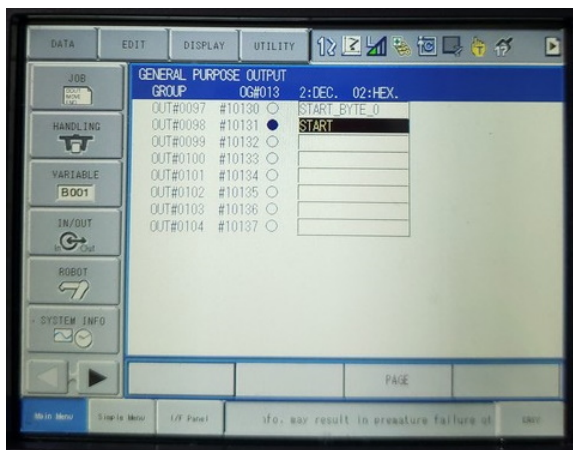 DATA
EDIT
DISPLAY
UTILITY
JOB
HANDLING
VARIABLE
B001
IN/OUT
In Out
ROBOT
SYSTEM INFO
GENERAL PURPOSE OUTPUT
GROUP OG#013 2:DEC. 02:HEX.
OUT#0097 #10130 START_BYTE_0
OUT#0098 #10131 START
OUT#0099 #10132
OUT#0100 #10133
OUT#0101 #10134
OUT#0102 #10135
OUT#0103 #10136
OUT#0104 #10137
PAGE
Main Menu
Simple Menu
I/F Panel
nfo. may result in premature failure of